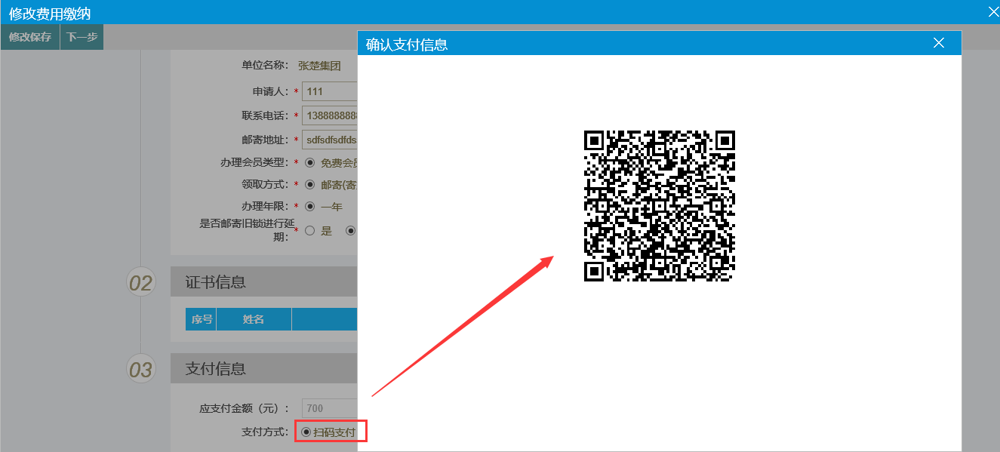 修改费用缴纳
修改保存 下一步
确认支付信息
单位名称： 张楚集团
申请人：* 111
联系电话：* 1388888888
邮寄地址：* sdfsdfsdfds
办理会员类型：* 免费会员
领取方式：* 邮寄(寄
办理年限：* 一年
是否邮寄旧锁进行延
期：* 是
02 证书信息
序号 姓名
03 支付信息
应支付金额（元）： 700
支付方式： 扫码支付